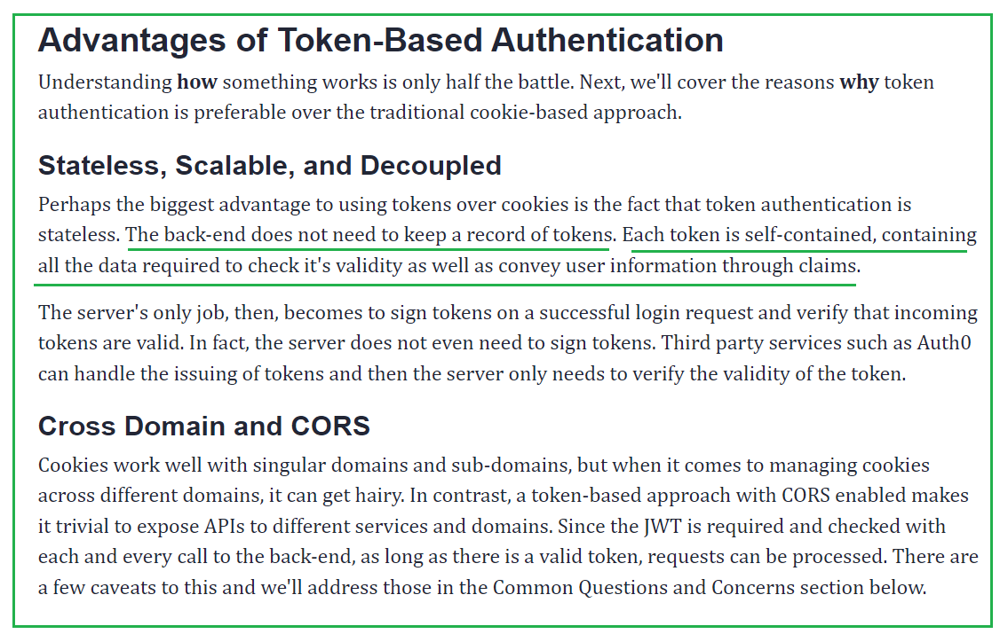 Advantages of Token-Based Authentication
Understanding how something works is only half the battle. Next, we'll cover the reasons why token
authentication is preferable over the traditional cookie-based approach.
Stateless, Scalable, and Decoupled
Perhaps the biggest advantage to using tokens over cookies is the fact that token authentication is
stateless. The back-end does not need to keep a record of tokens. Each token is self-contained, containing
all the data required to check it's validity as well as convey user information through claims.
The server's only job, then, becomes to sign tokens on a successful login request and verify that incoming
tokens are valid. In fact, the server does not even need to sign tokens. Third party services such as Auth0
can handle the issuing of tokens and then the server only needs to verify the validity of the token.
Cross Domain and CORS
Cookies work well with singular domains and sub-domains, but when it comes to managing cookies
across different domains, it can get hairy. In contrast, a token-based approach with CORS enabled makes
it trivial to expose APIs to different services and domains. Since the JWT is required and checked with
each and every call to the back-end, as long as there is a valid token, requests can be processed. There are
a few caveats to this and we'll address those in the Common Questions and Concerns section below.